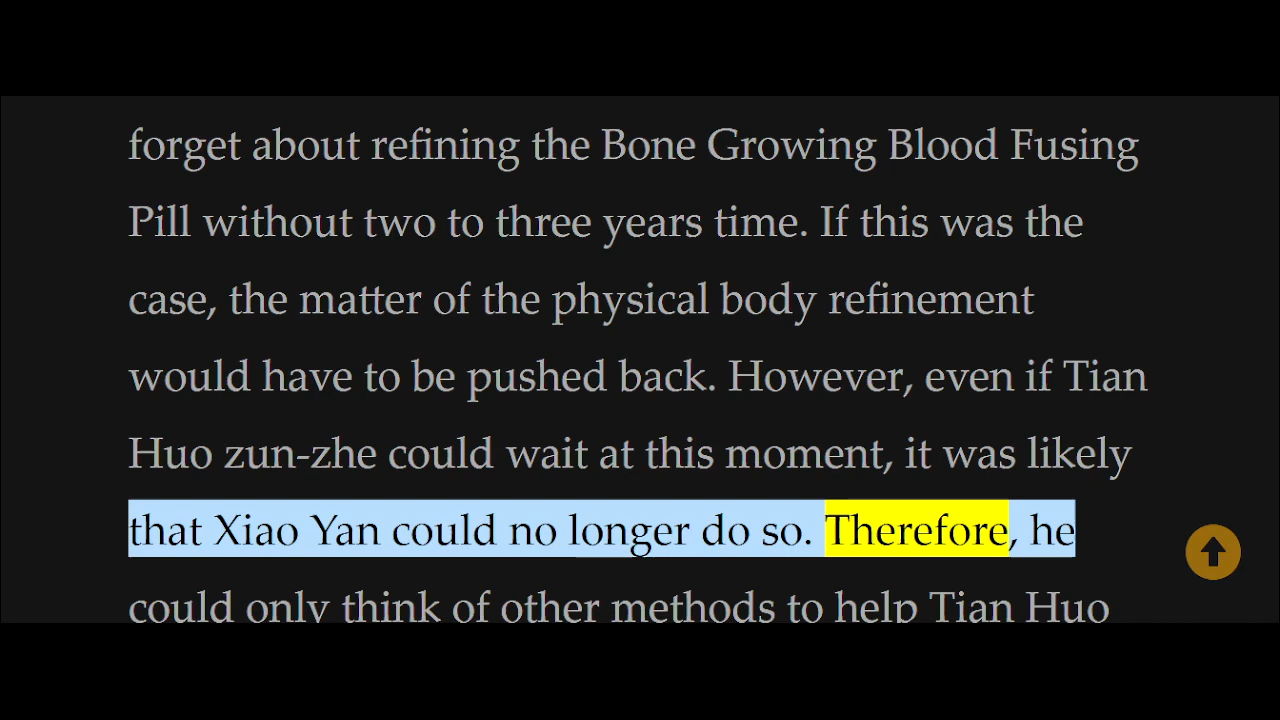 forget about refining the Bone Growing Blood Fusing
Pill without two to three years time. If this was the
case, the matter of the physical body refinement
would have to be pushed back. However, even if Tian
Huo zun-zhe could wait at this moment, it was likely
that Xiao Yan could no longer do so. Therefore, he
could only think of other methods to help Tian Huo